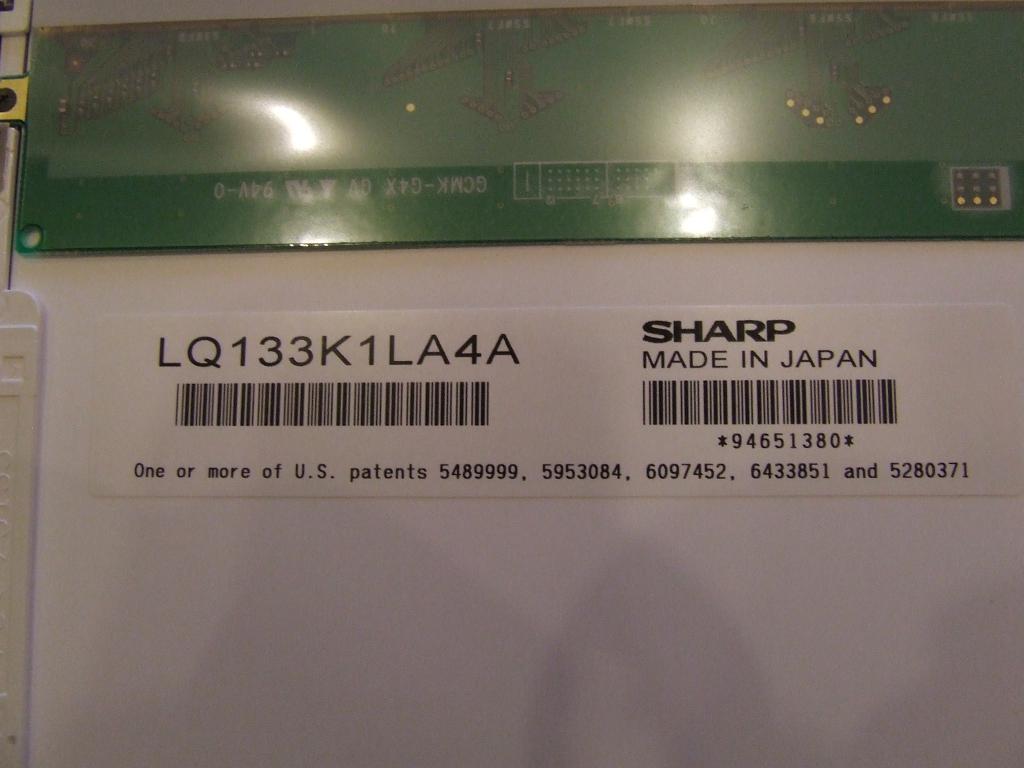 GCMK-G4X GV 94V-0
LQ133K1LA4A
SHARP
MADE IN JAPAN
*94651380*
One or more of U.S. patents 5489999, 5953084, 6097452, 6433851 and 5280371